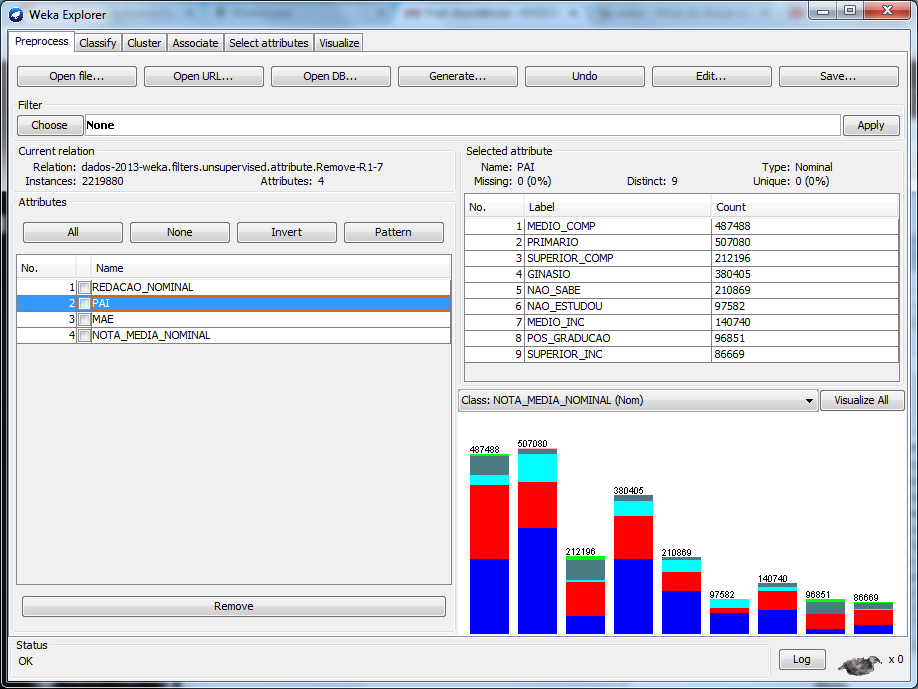 Weka Explorer
Preprocess Classify Cluster Associate Select attributes Visualize
Open file... Open URL... Open DB... Generate... Undo Edit... Save...
Filter
Choose None Apply
Current relation
Relation: dados-2013-weka.filters.unsupervised.attribute.Remove-R1-7
Instances: 2219880 Attributes: 4
Attributes
All None Invert Pattern
No. Name
1 REDACAO_NOMINAL
2 PAI
3 MAE
4 NOTA_MEDIA_NOMINAL
Remove
Selected attribute
Name: PAI Type: Nominal
Missing: 0 (0%) Distinct: 9 Unique: 0 (0%)
No. Label Count
1 MEDIO_COMP 487488
2 PRIMARIO 507080
3 SUPERIOR_COMP 212196
4 GINASIO 380405
5 NAO_SABE 210869
6 NAO_ESTUDOU 97582
7 MEDIO_INC 140740
8 POS_GRADUCAO 96851
9 SUPERIOR_INC 86669
Class: NOTA_MEDIA_NOMINAL (Nom) Visualize All
487488 507080 212196 380405 210869 97582 140740 96851 86669
Status
OK
Log x 0